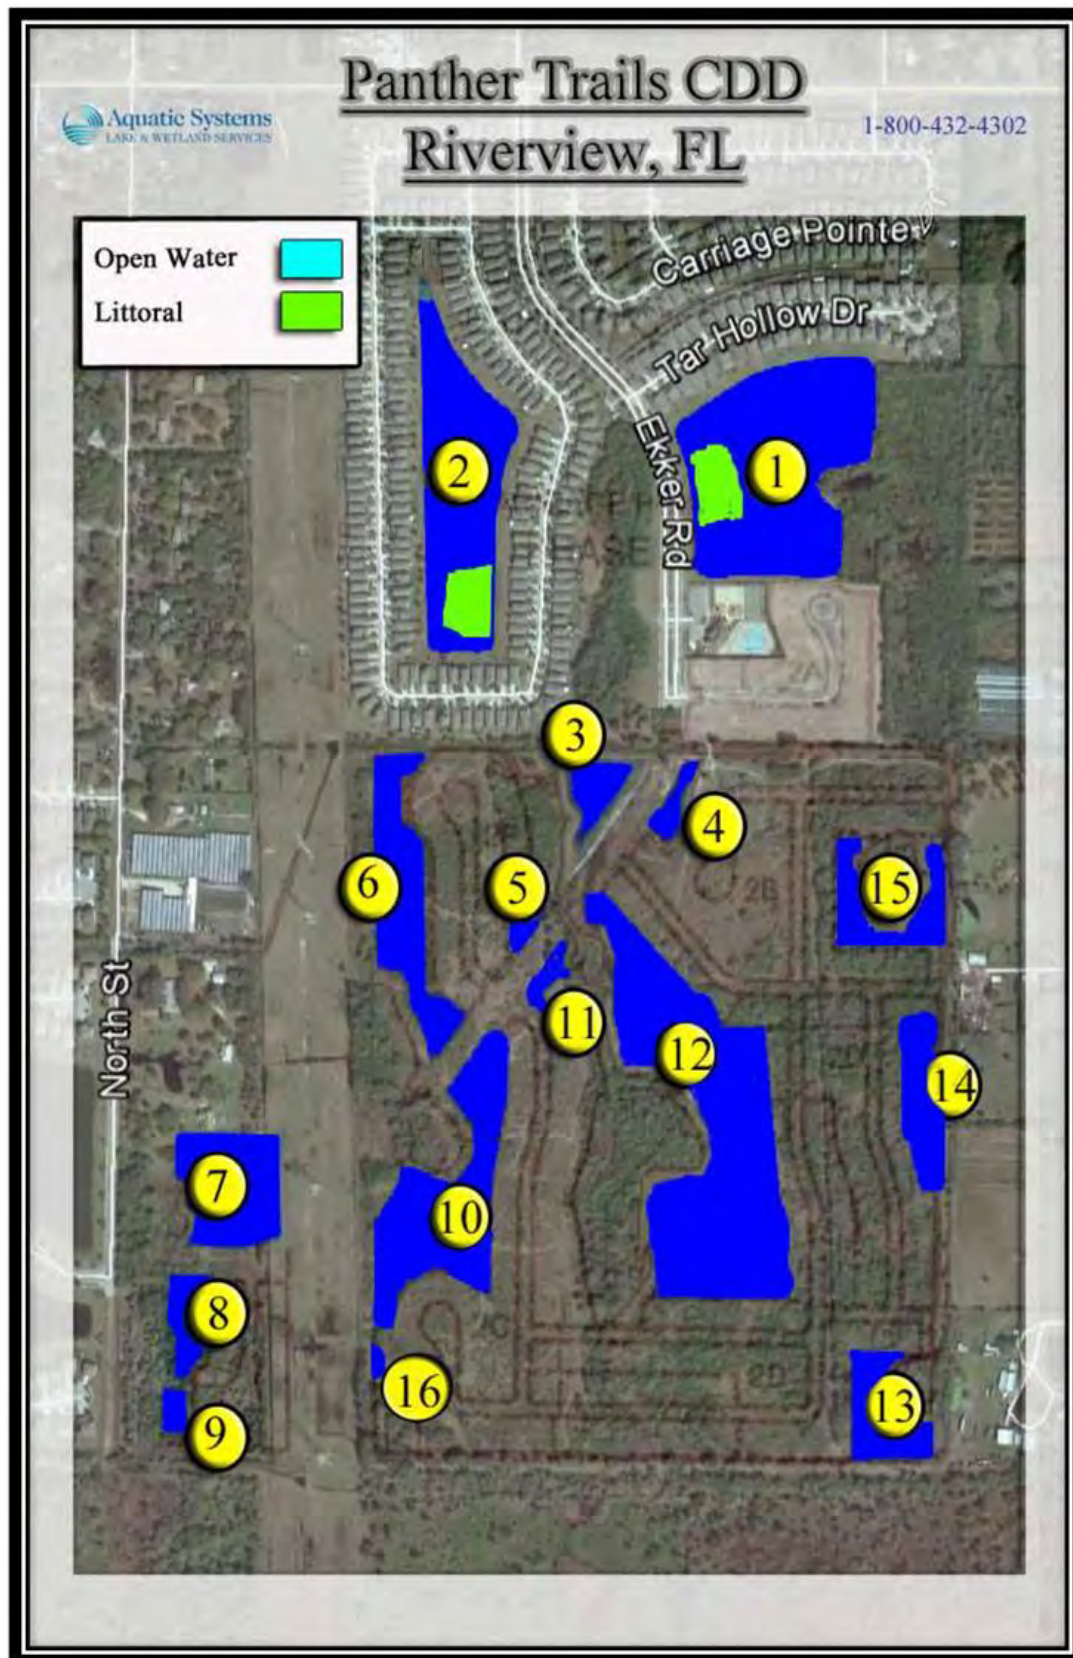 Panther Trails CDD
Riverview, FL
Aquatic Systems
LAKE & WETLAND SERVICES
1-800-432-4302
Open Water
Littoral
Carriage Pointe
Tar Hollow Dr
Ekker Rd
2
1
3
4
6
5
15
2B
11
12
14
North St
7
10
8
16
13
9